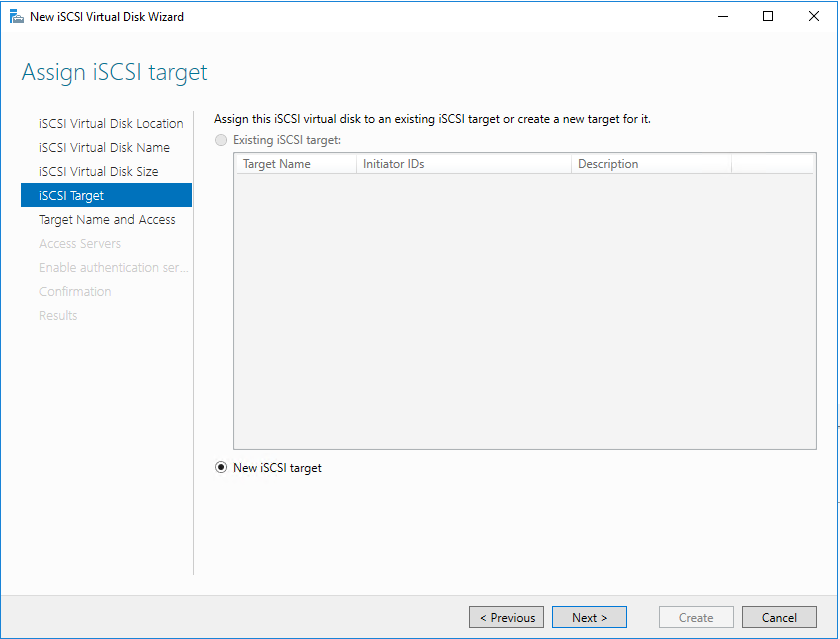 New iSCSI Virtual Disk Wizard
Assign iSCSI target
iSCSI Virtual Disk Location
iSCSI Virtual Disk Name
iSCSI Virtual Disk Size
iSCSI Target
Target Name and Access
Access Servers
Enable authentication ser...
Confirmation
Results
Assign this iSCSI virtual disk to an existing iSCSI target or create a new target for it.
Existing iSCSI target:
Target Name Initiator IDs Description
New iSCSI target
< Previous Next > Create Cancel